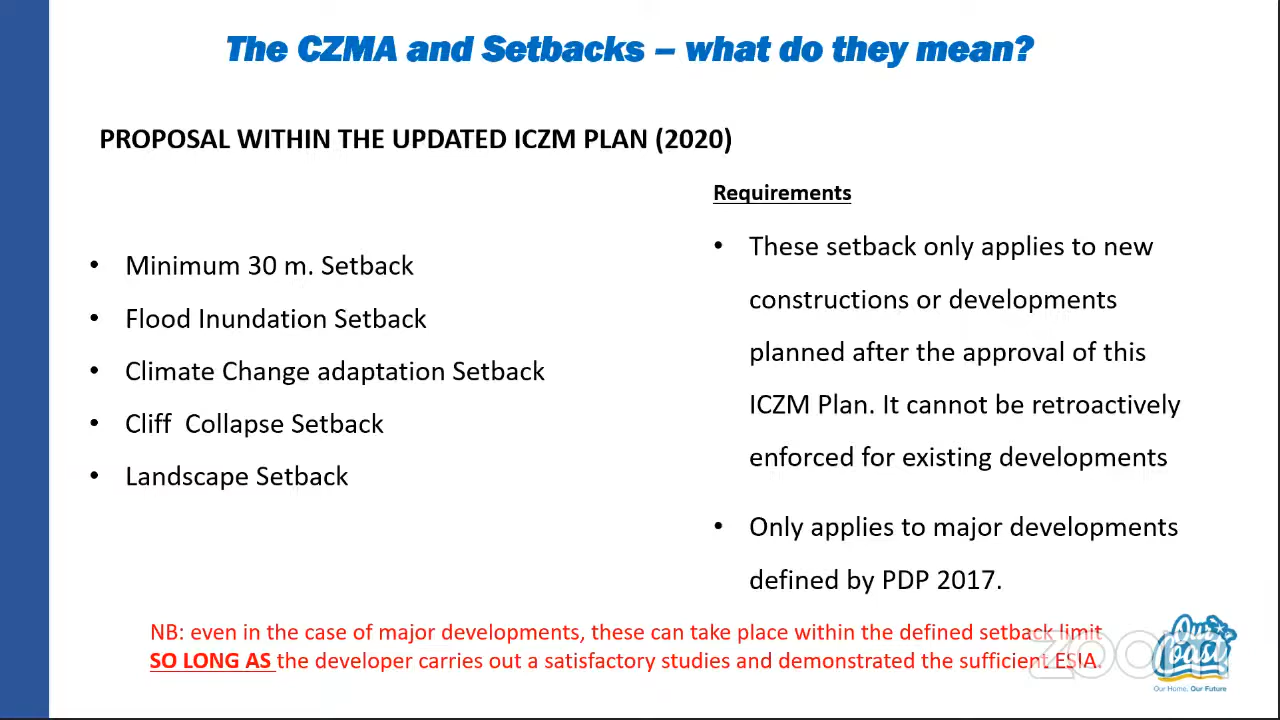 The CZMA and Setbacks – what do they mean?
PROPOSAL WITHIN THE UPDATED ICZM PLAN (2020)
• Minimum 30 m. Setback
• Flood Inundation Setback
• Climate Change adaptation Setback
• Cliff  Collapse Setback
• Landscape Setback
Requirements
• These setback only applies to new
constructions or developments
planned after the approval of this
ICZM Plan. It cannot be retroactively
enforced for existing developments
• Only applies to major developments
defined by PDP 2017.
NB: even in the case of major developments, these can take place within the defined setback limit
SO LONG AS the developer carries out a satisfactory studies and demonstrated the sufficient ESIA.
zoom
Our
Coast
Our Home, Our Future